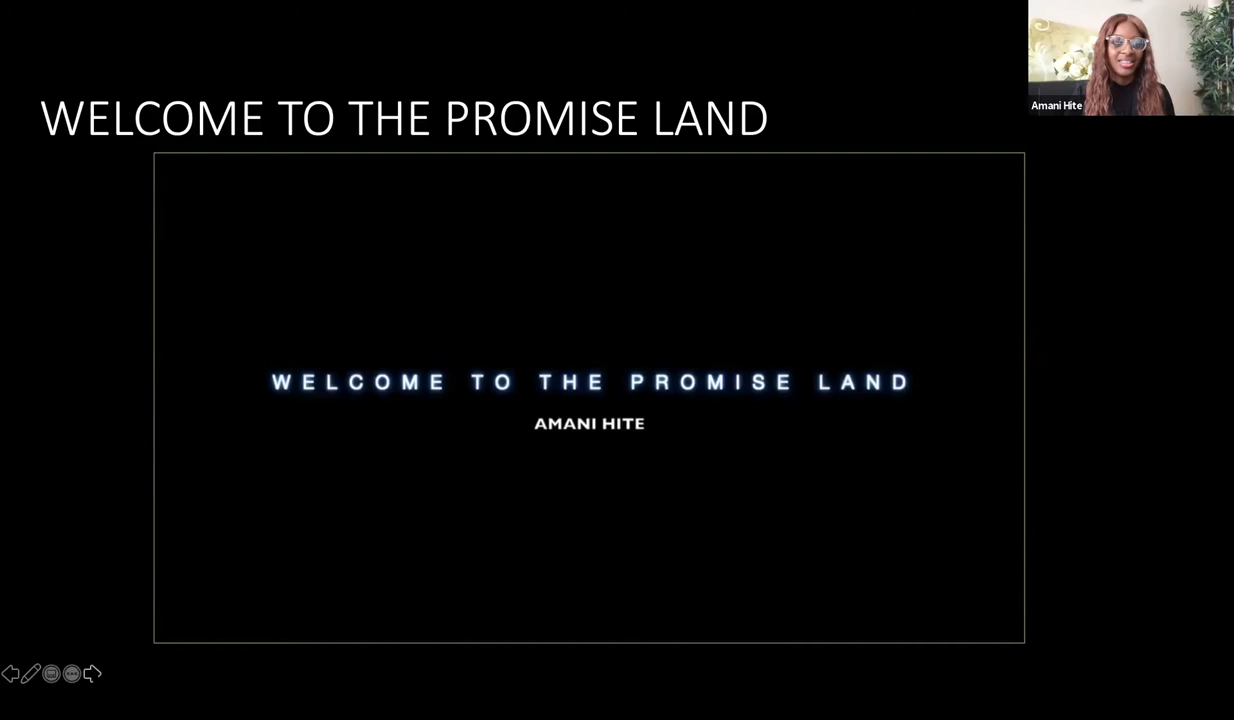 WELCOME TO THE PROMISE LAND
Amani Hite
WELCOME TO THE PROMISE LAND
AMANI HITE